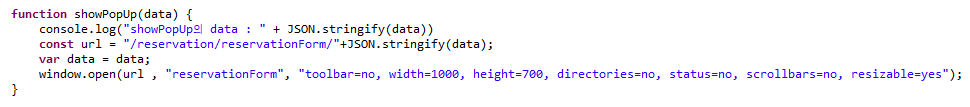 function showPopUp(data) {
    console.log("showPopUp의 data : " + JSON.stringify(data))
    const url = "/reservation/reservationForm/"+JSON.stringify(data);
    var data = data;
    window.open(url , "reservationForm", "toolbar=no, width=1000, height=700, directories=no, status=no, scrollbars=no, resizable=yes");
}